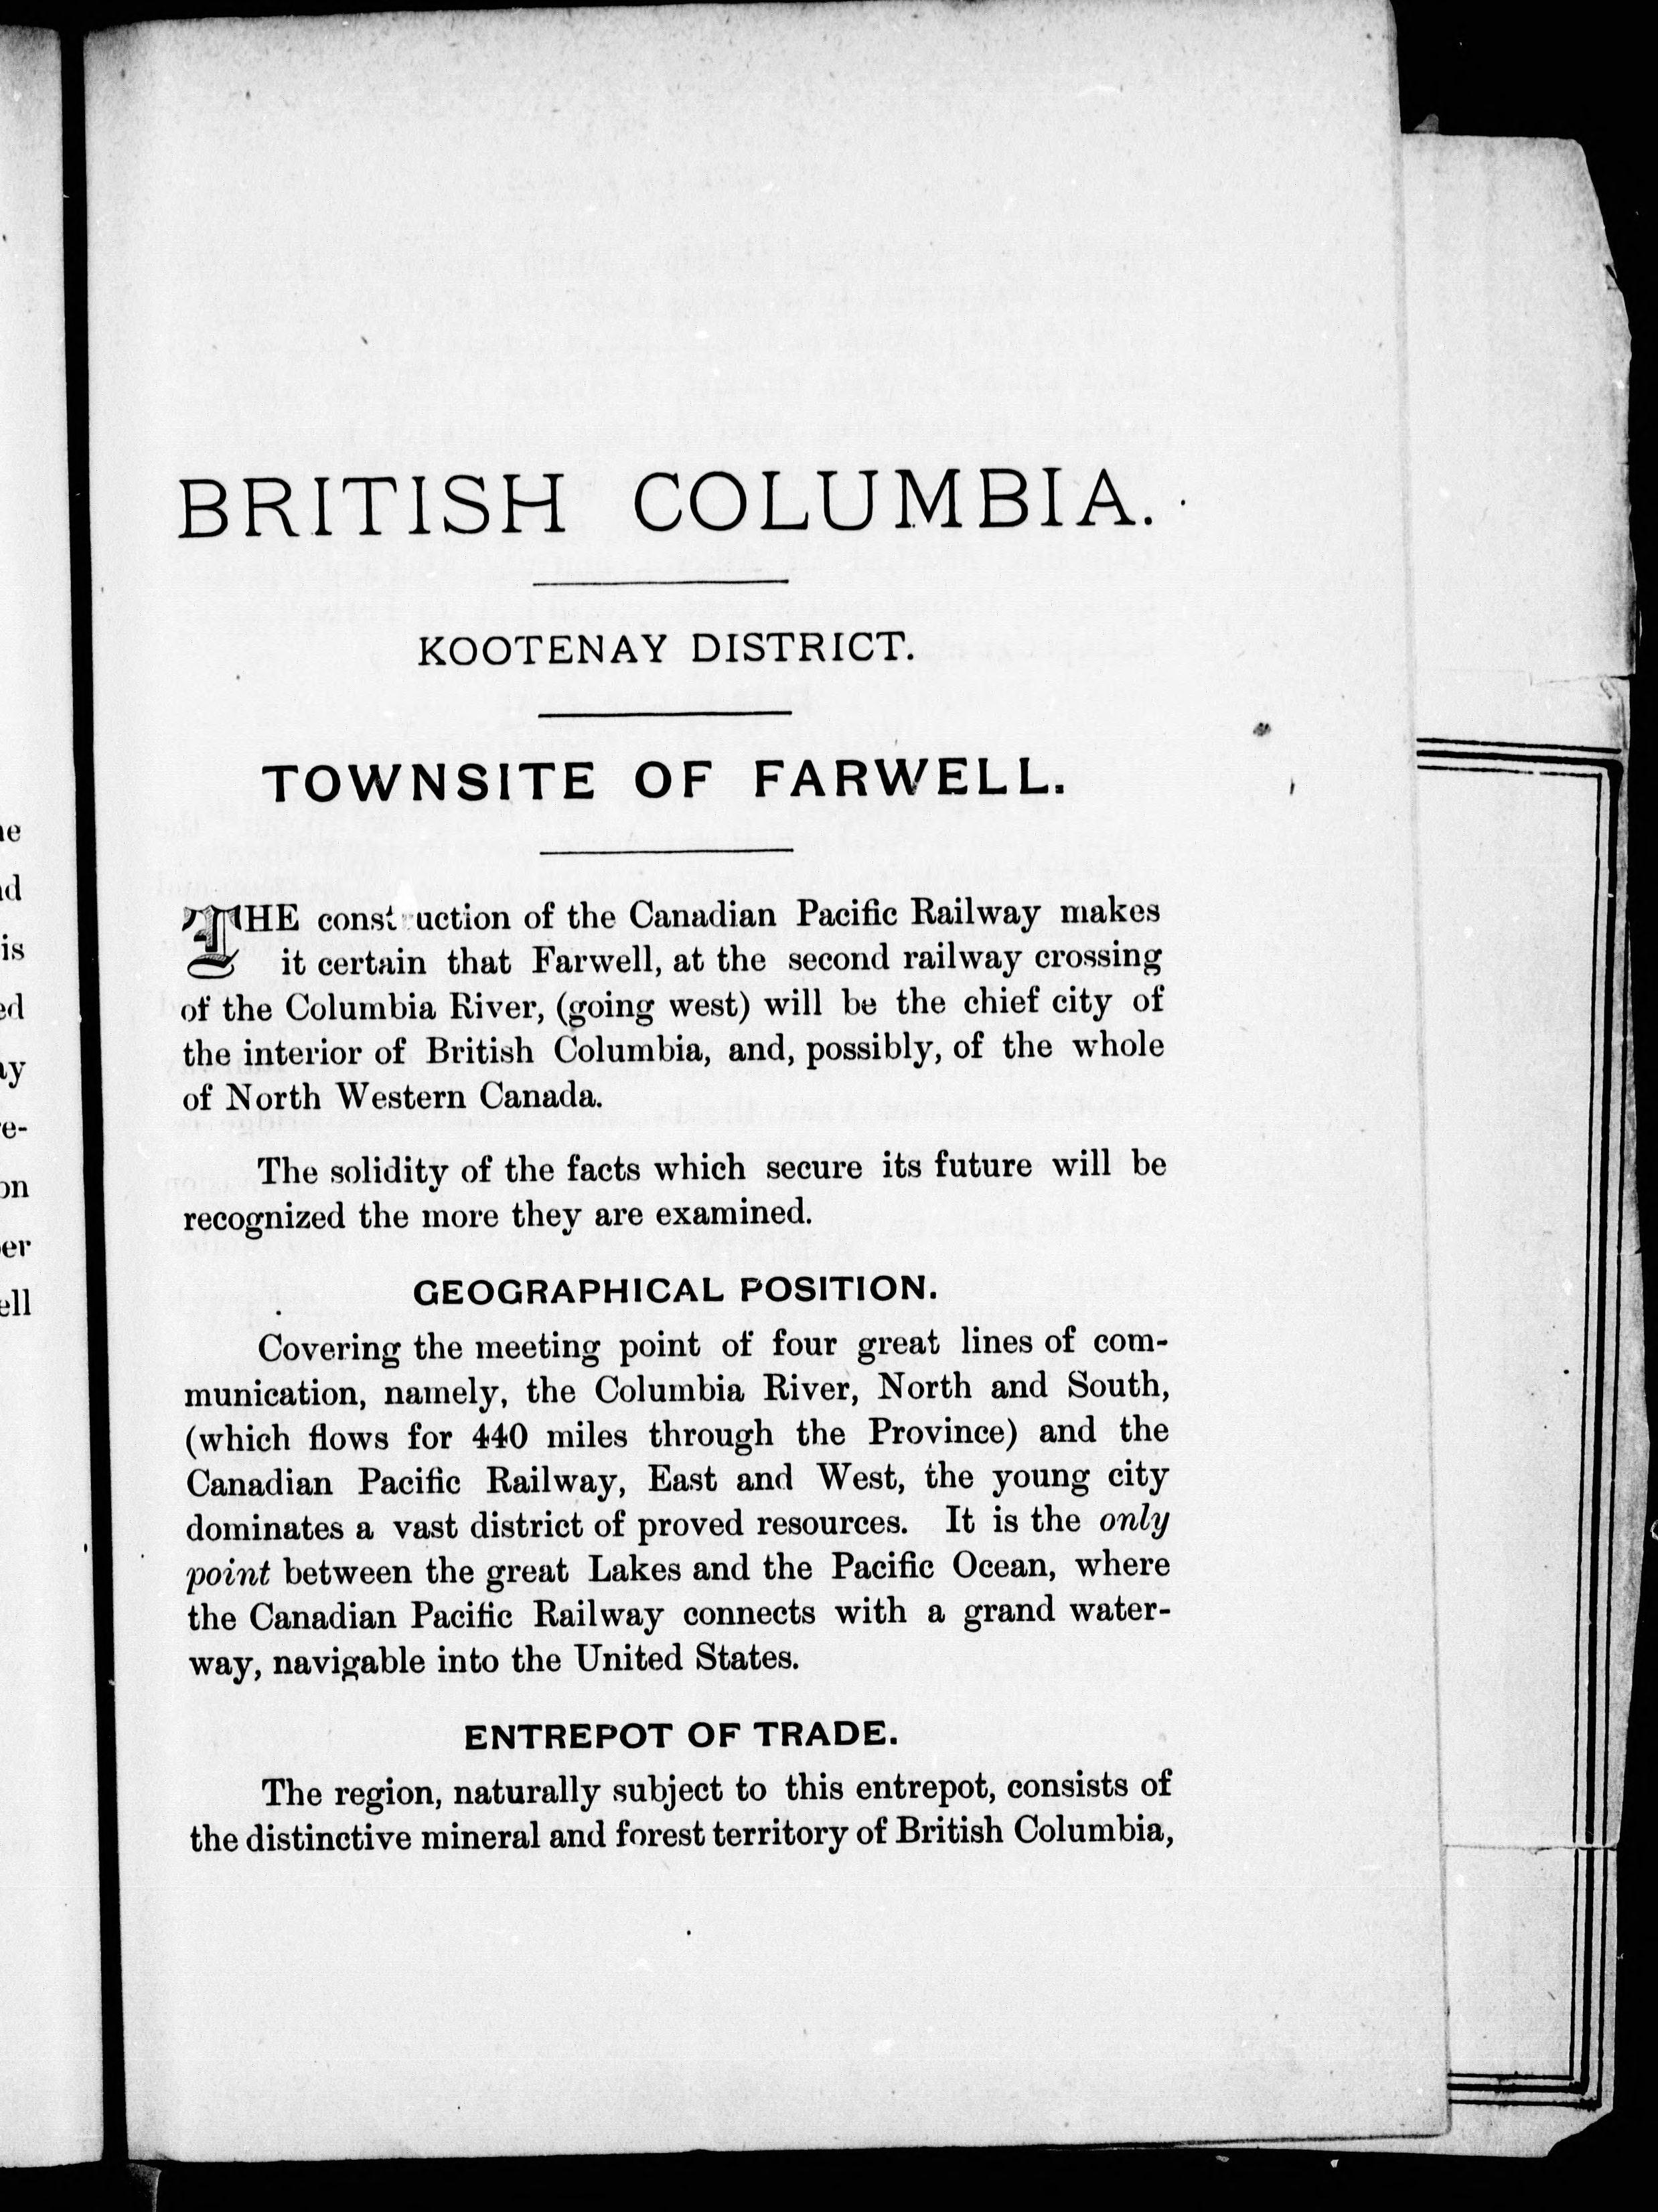 BRITISH COLUMBIA.
KOOTENAY DISTRICT.
TOWNSITE OF FARWELL.
THE const uction of the Canadian Pacific Railway makes
it certain that Farwell, at the second railway crossing
of the Columbia River, (going west) will be the chief city of
the interior of British Columbia, and, possibly, of the whole
of North Western Canada.
The solidity of the facts which secure its future will be
recognized the more they are examined.
GEOGRAPHICAL POSITION.
Covering the meeting point of four great lines of com-
munication, namely, the Columbia River, North and South,
(which flows for 440 miles through the Province) and the
Canadian Pacific Railway, East and West, the young city
dominates a vast district of proved resources. It is the only
point between the great Lakes and the Pacific Ocean, where
the Canadian Pacific Railway connects with a grand water-
way, navigable into the United States.
ENTREPOT OF TRADE.
The region, naturally subject to this entrepot, consists of
the distinctive mineral and forest territory of British Columbia,